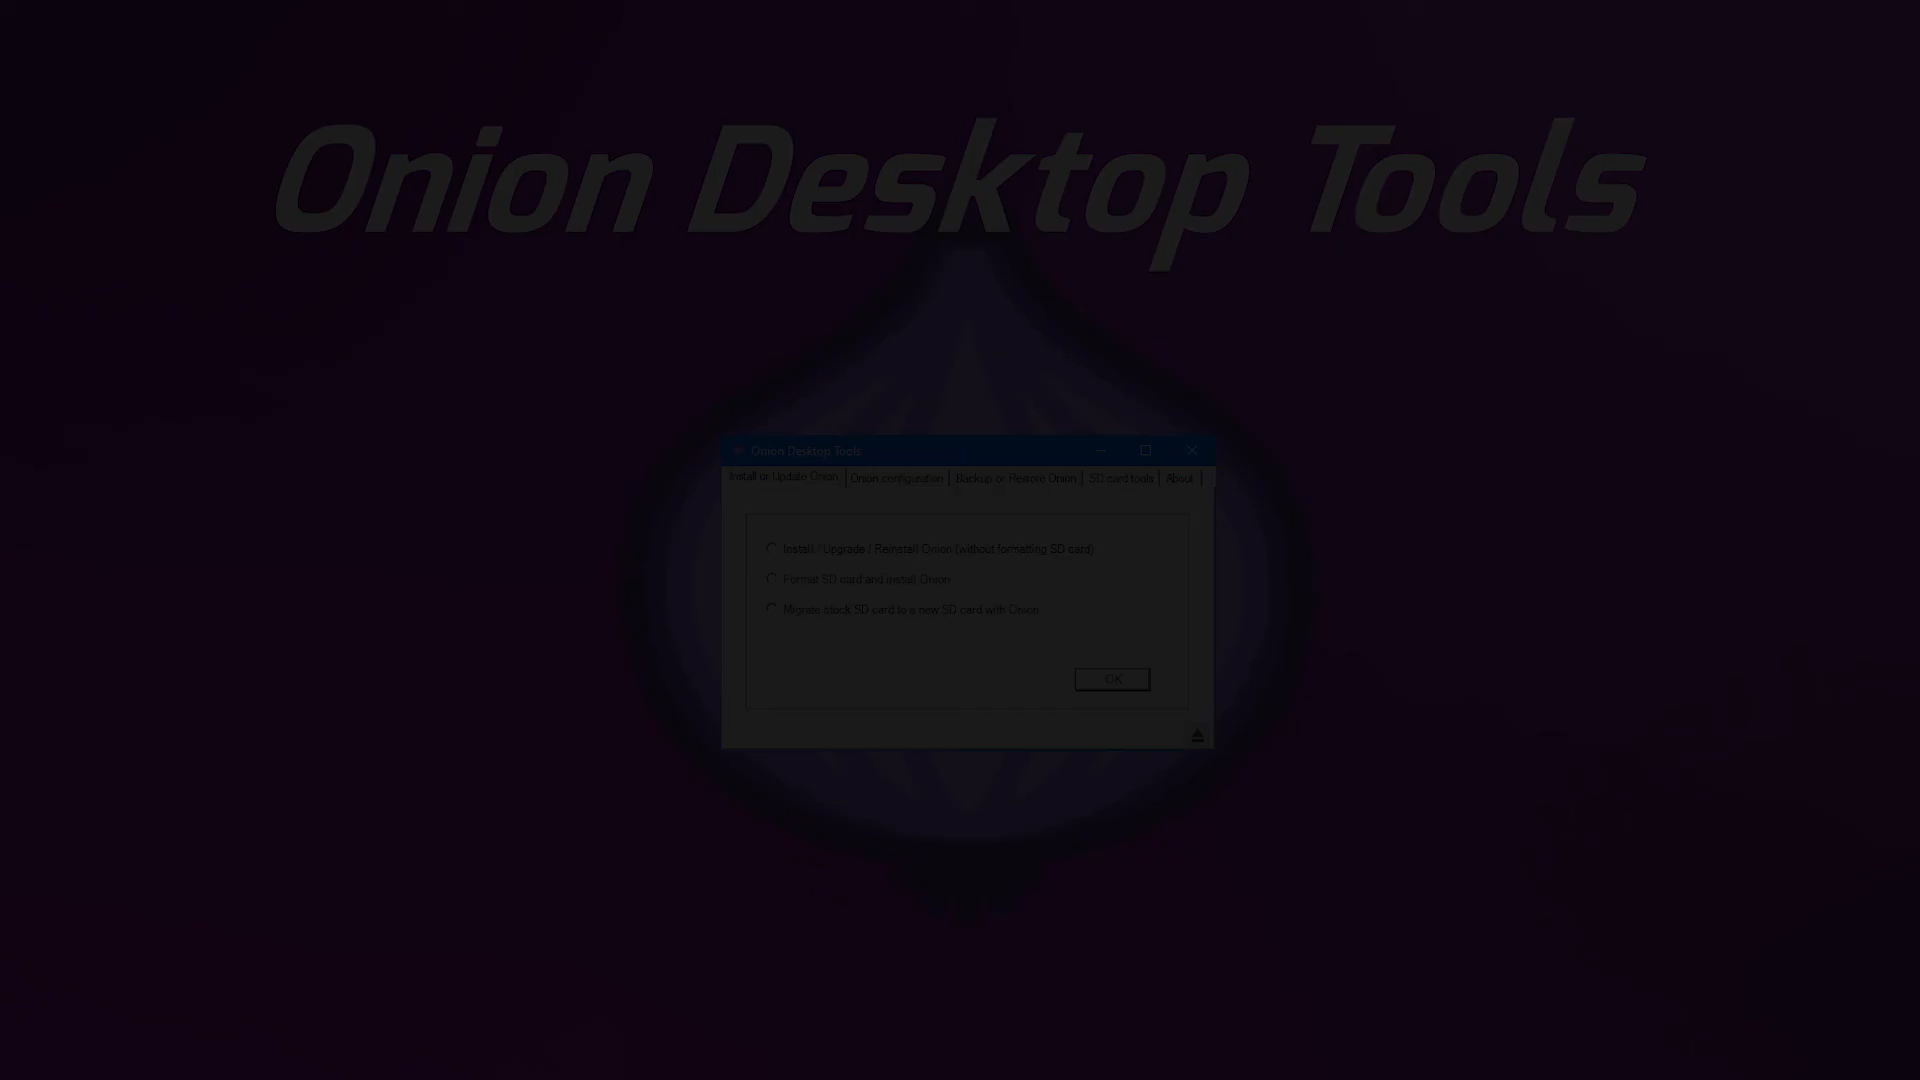 Onion Desktop Tools
Onion Desktop Tools
Install or Update Onion Onion configuration Backup or Restore Onion SD card tools About
Install / Upgrade / Reinstall Onion (without formatting SD card)
Format SD card and install Onion
Migrate stock SD card to a new SD card with Onion
OK